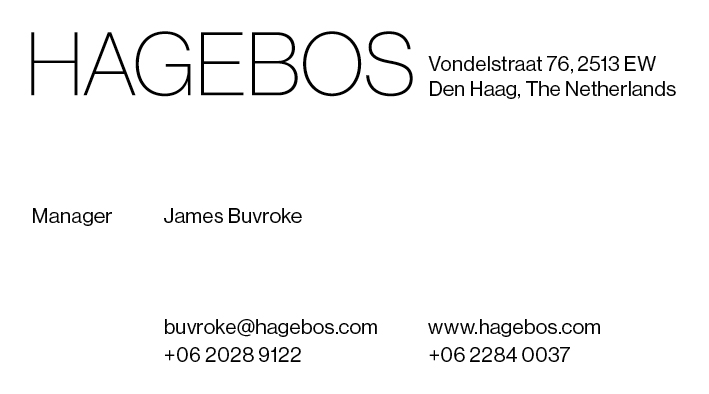 HAGEBOS
Vondelstraat 76, 2513 EW
Den Haag, The Netherlands
Manager
James Buvroke
buvroke@hagebos.com
+06 2028 9122
www.hagebos.com
+06 2284 0037